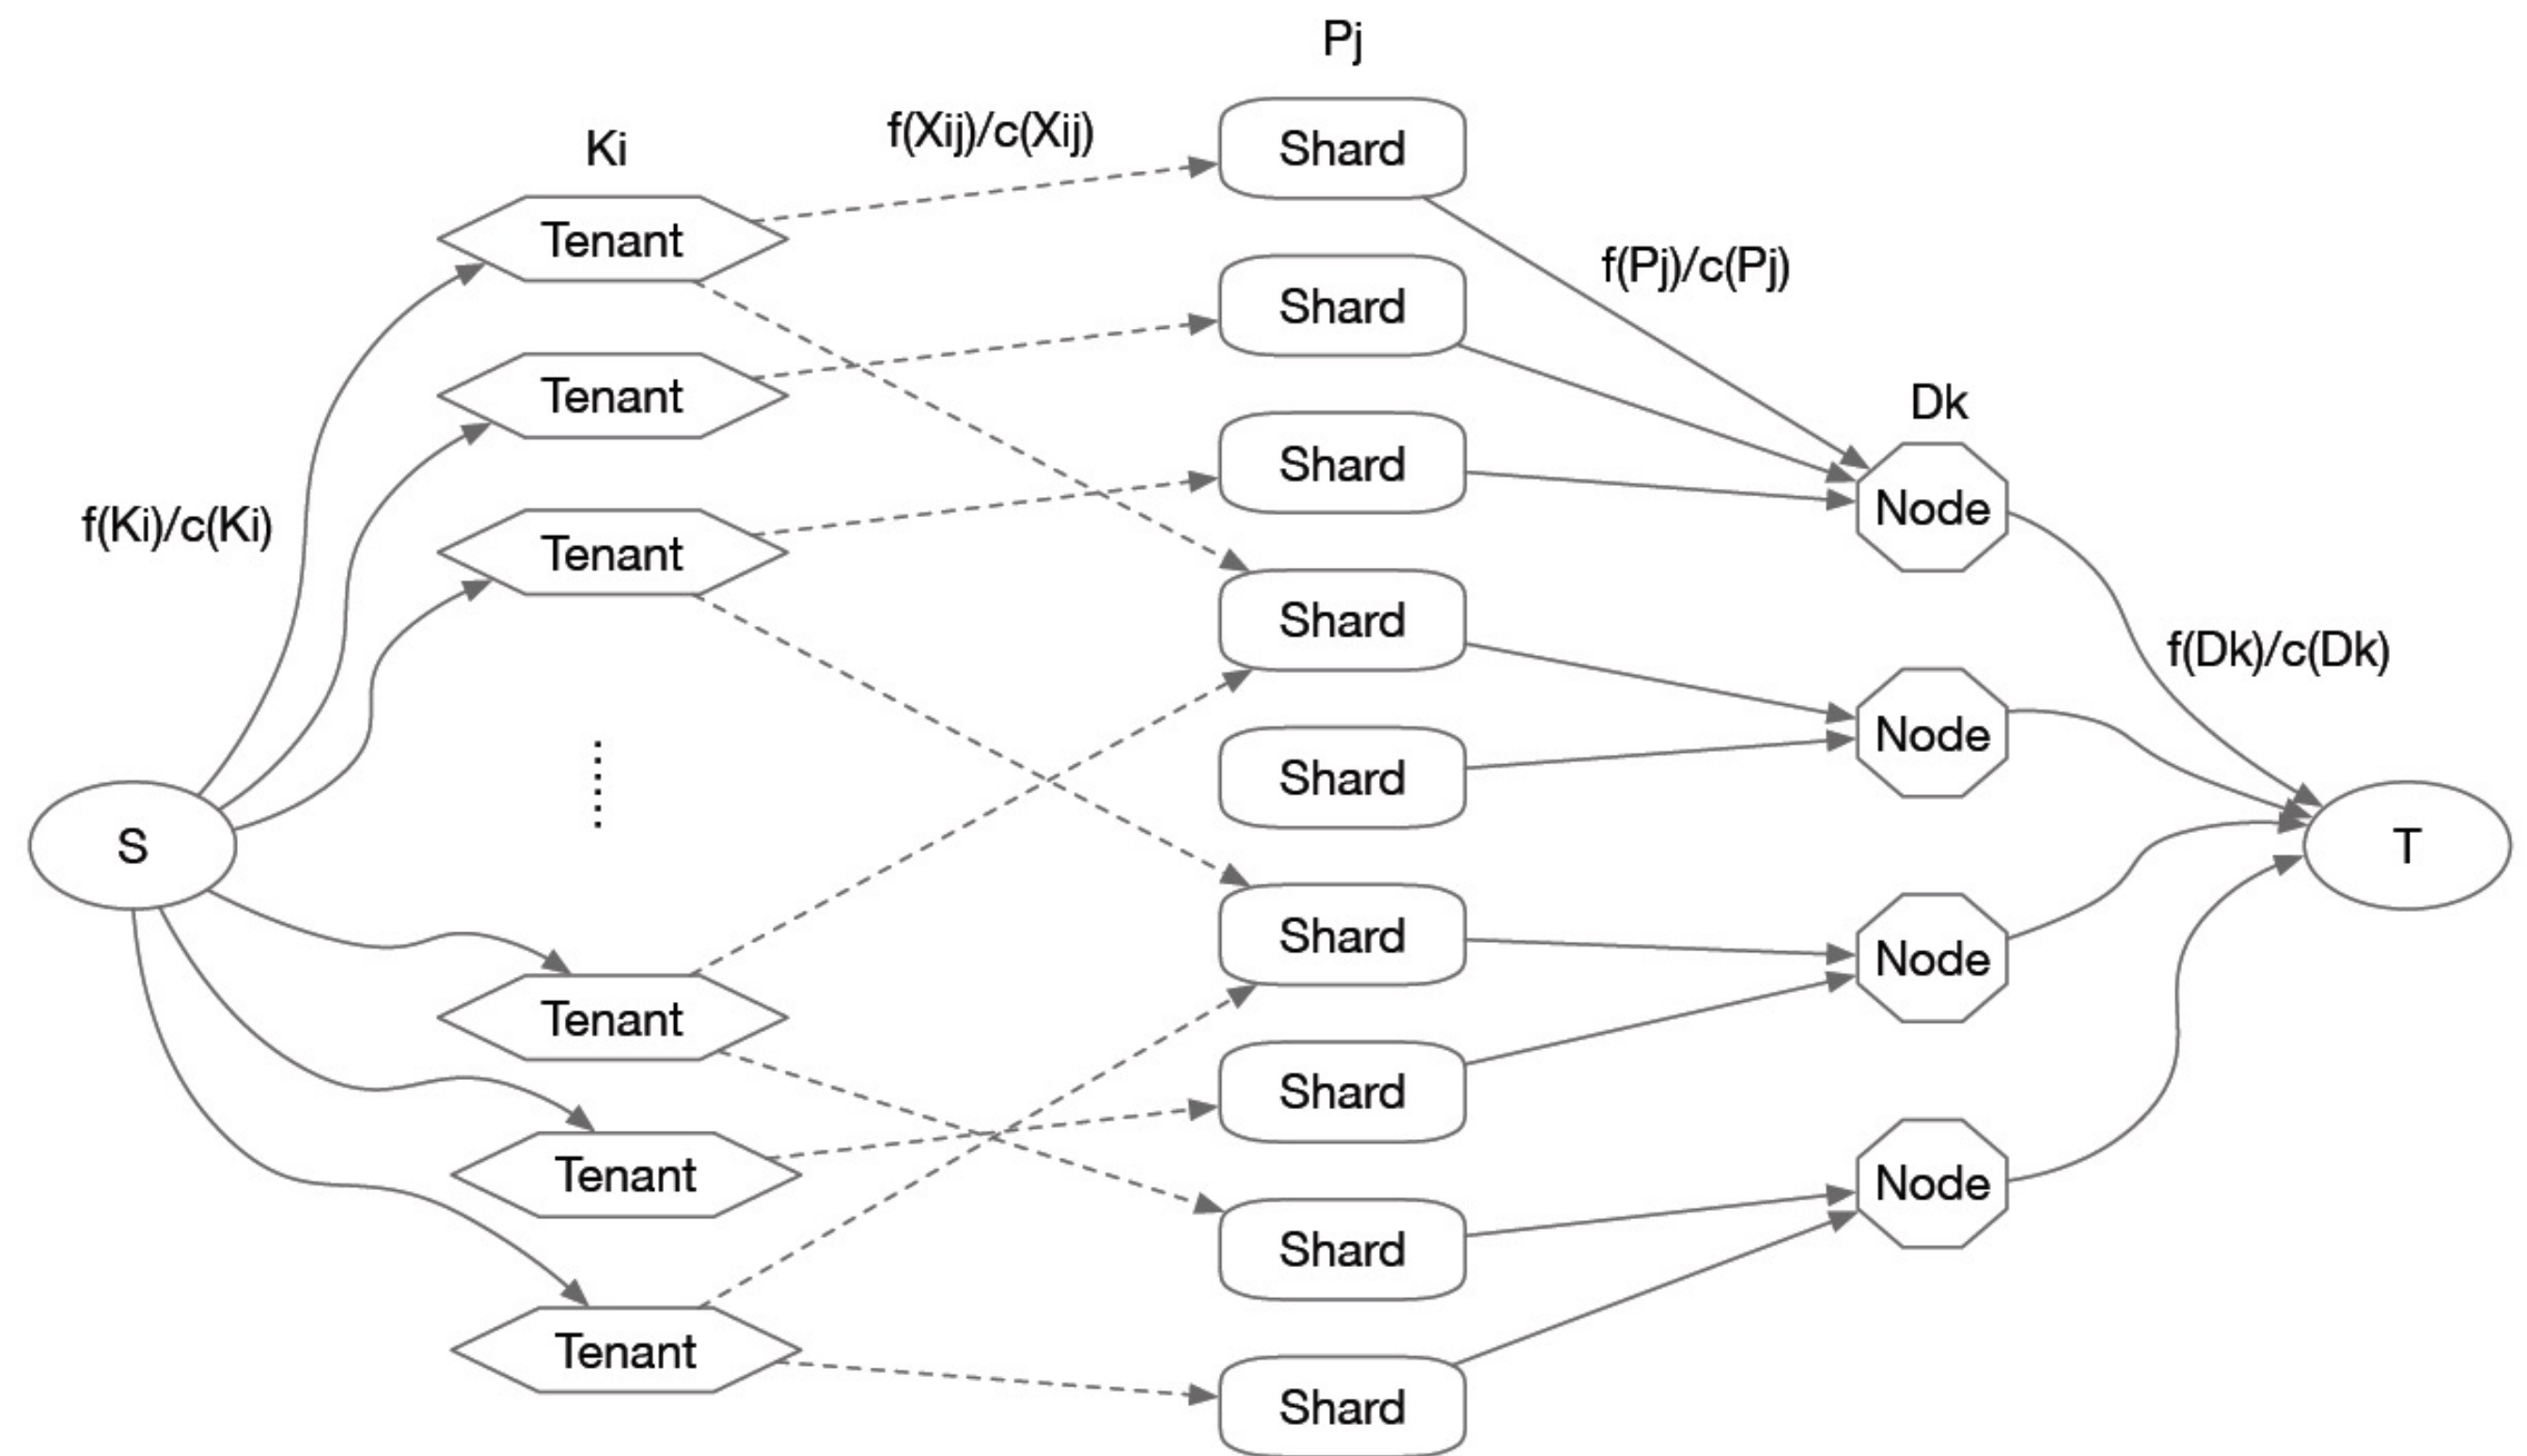 Pj
f(Xij)/c(Xij)
Ki
Shard
Tenant
f(Pj)/c(Pj)
Shard
Tenant
Dk
Shard
Node
f(Ki)/c(Ki)
Tenant
Shard
f(Dk)/c(Dk)
Node
Shard
S
T
Shard
Node
Tenant
Shard
Tenant
Node
Shard
Tenant
Shard